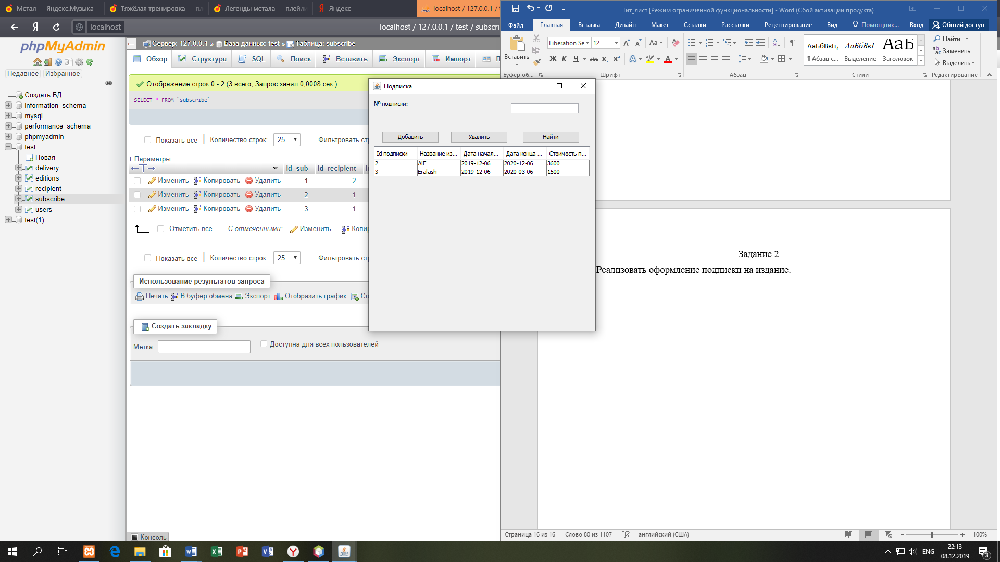 Метал — Яндекс.Музыка
Тяжёлая тренировка — пл
Легенды метала — плейли
Яндекс
localhost / 127.0.0.1 / t
Я
localhost
localhost / 127.0.0.1 / test / subscri
phpMyAdmin
Недавнее
Избранное
Создать БД
information_schema
mysql
performance_schema
phpmyadmin
test
Новая
delivery
editions
recipient
subscribe
users
test(1)
Сервер: 127.0.0.1 » База данных: test » Таблица: subscribe
Обзор
Структура
SQL
Поиск
Вставить
Экспорт
Импорт
П
Отображение строк 0 - 2 (3 всего, Запрос занял 0,0008 сек.)
SELECT * FROM `subscribe`
Показать все
Количество строк:
25
Фильтровать стр
+ Параметры
id_sub
id_recipient
Изменить Копировать Удалить 1 2
Изменить Копировать Удалить 2 1
Изменить Копировать Удалить 3 1
Отметить все
С отмеченными:
Изменить
Копир
Показать все
Количество строк:
25
Фильтровать стр
Использование результатов запроса
Печать
В буфер обмена
Экспорт
Отобразить график
Со
Создать закладку
Метка:
Доступна для всех пользователей
Консоль
Подписка
№ подписки:
Добавить
Удалить
Найти
Id подписки Название из... Дата начал... Дата конца ... Стоимость п...
2 AiF 2019-12-06 2020-12-06 3600
3 Eralash 2019-12-06 2020-03-06 1500
Тит_лист [Режим ограниченной функциональности] - Word (Сбой активации продукта)
Файл
Главная
Вставка
Дизайн
Макет
Ссылки
Рассылки
Рецензирование
Вид
Помощник...
Вход
Общий доступ
Вставить
Буфер об...
Liberation Se
12
Aa
Ж К Ч abc x₂ x²
Шрифт
Абзац
АаБбВвГг,
АаБбВвГ
АаБ
¶ Абзац с...
Выделение
Заголовок
Стили
Найти
Заменить
Выделить
Редактирование
Задание 2
Реализовать оформление подписки на издание.
Страница 16 из 16
Слово 80 из 1107
английский (США)
100%
ENG
22:13
08.12.2019
3